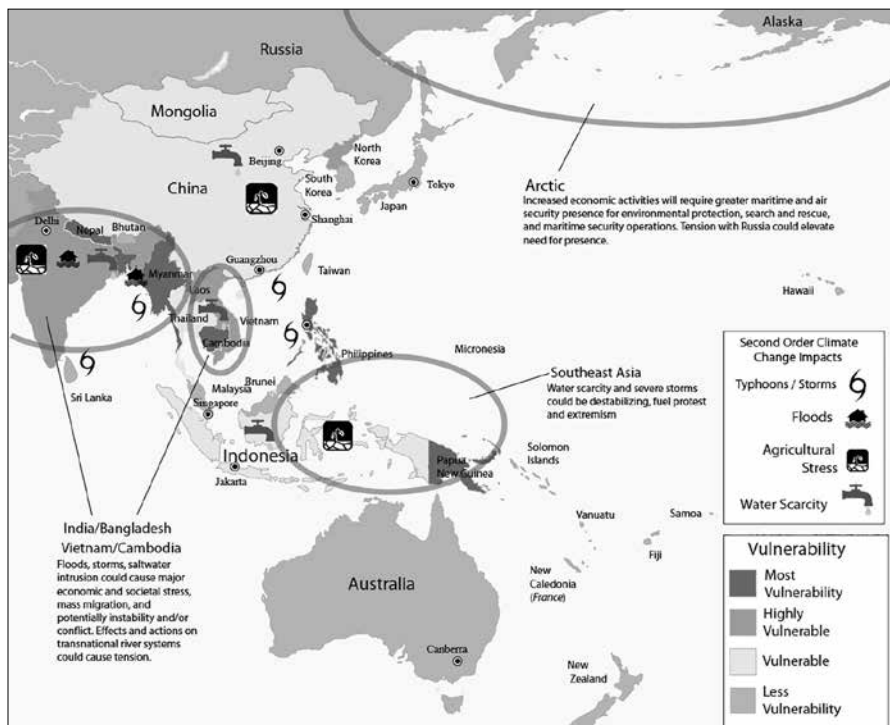 Alaska
Russia
Mongolia
Beijing
North
Korea
South
Korea
Tokyo
Japan
China
Shanghai
Arctic
Increased economic activities will require greater maritime and air
security presence for environmental protection, search and rescue,
and maritime security operations. Tension with Russia could elevate
need for presence.
Delhi
Nepal
Bhutan
Guangzhou
Taiwan
Myanmar
Laos
Hawaii
Thailand
Vietnam
Cambodia
Philippines
Micronesia
Sri Lanka
Brunei
Malaysia
Singapore
Southeast Asia
Water scarcity and severe storms
could be destabilizing, fuel protest
and extremism
Indonesia
Jakarta
Papua
New Guinea
Solomon
Islands
Vanuatu
Samoa
Fiji
New
Caledonia
(France)
India/Bangladesh
Vietnam/Cambodia
Floods, storms, saltwater
intrusion could cause major
economic and societal stress,
mass migration, and
potentially instability and/or
conflict. Effects and actions on
transnational river systems
could cause tension.
Australia
Canberra
New
Zealand
Second Order Climate
Change Impacts
Typhoons / Storms
Floods
Agricultural
Stress
Water Scarcity
Vulnerability
Most
Vulnerability
Highly
Vulnerable
Vulnerable
Less
Vulnerability